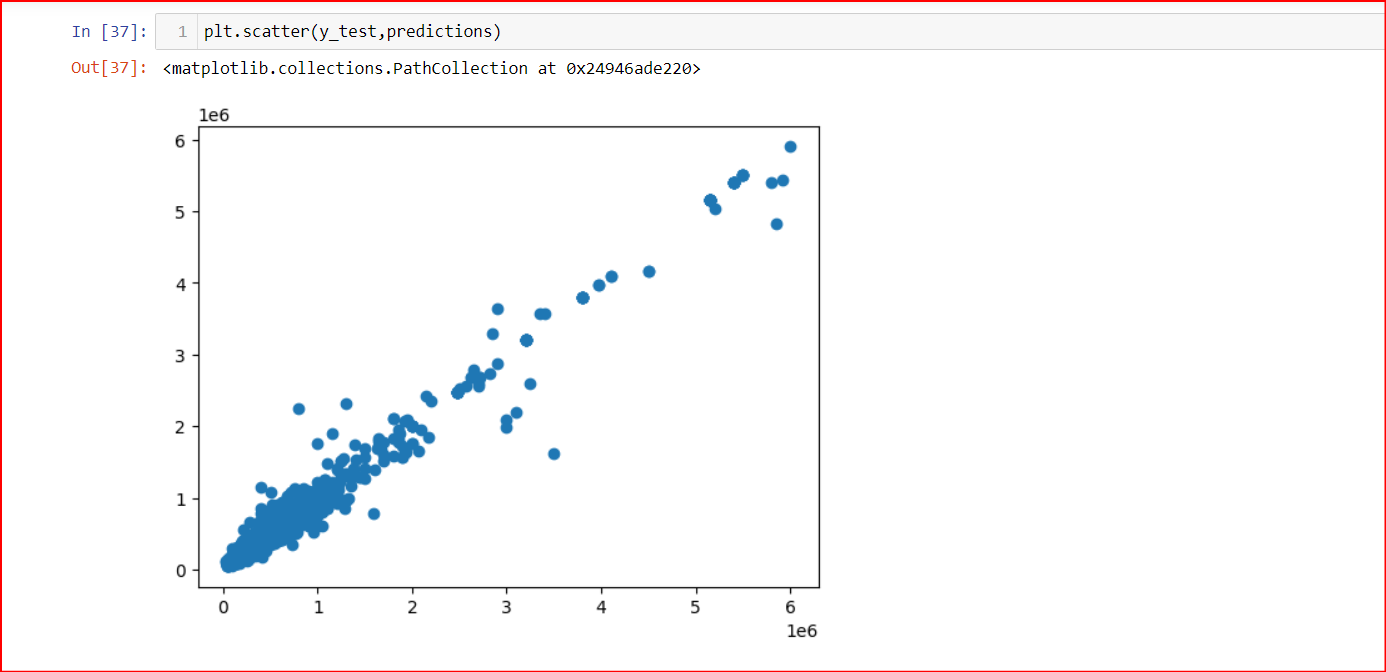 In [37]: 1 plt.scatter(y_test,predictions)
Out[37]: <matplotlib.collections.PathCollection at 0x24946ade220>
1e6
6
5
4
3
2
1
0
0 1 2 3 4 5 6
1e6